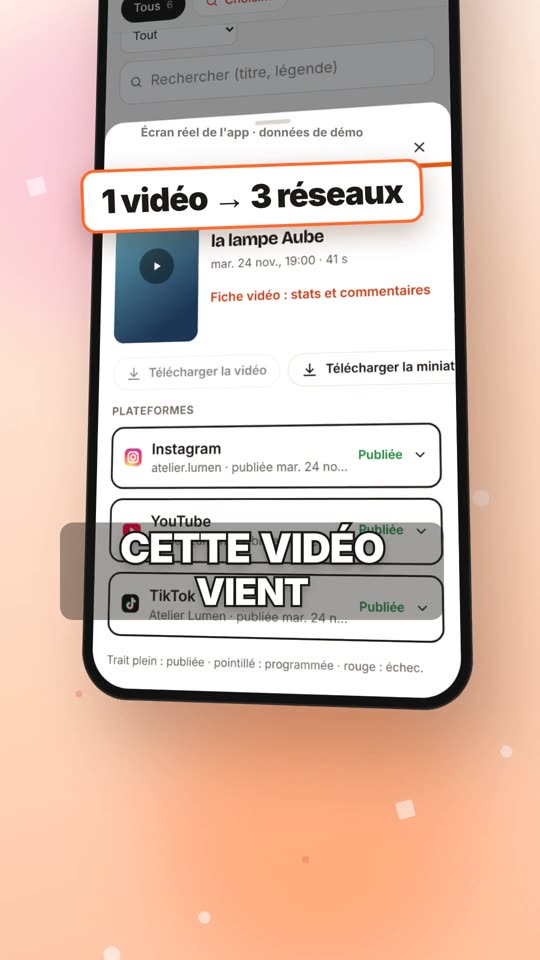 Tous 6
Tout
Rechercher (titre, légende)
Écran réel de l'app · données de démo
1 vidéo → 3 réseaux
la lampe Aube
mar. 24 nov., 19:00 · 41 s
Fiche vidéo : stats et commentaires
Télécharger la vidéo
Télécharger la miniat
PLATEFORMES
Instagram
atelier.lumen · publiée mar. 24 no...
Publiée
YouTube
Publiée
CETTE VIDÉO
VIENT
TikTok
Atelier Lumen · publiée mar. 24 n...
Publiée
Trait plein : publiée · pointillé : programmée · rouge : échec.